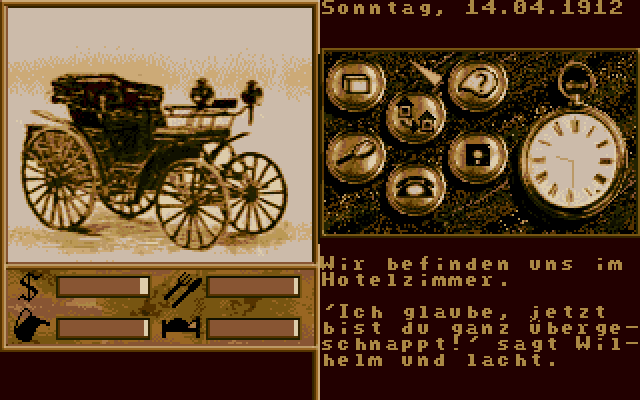 Sonntag, 14.04.1912
$
Wir befinden uns im
Hotelzimmer.
'Ich glaube, jetzt
bist du ganz überge-
schnappt!' sagt Wil-
helm und lacht.